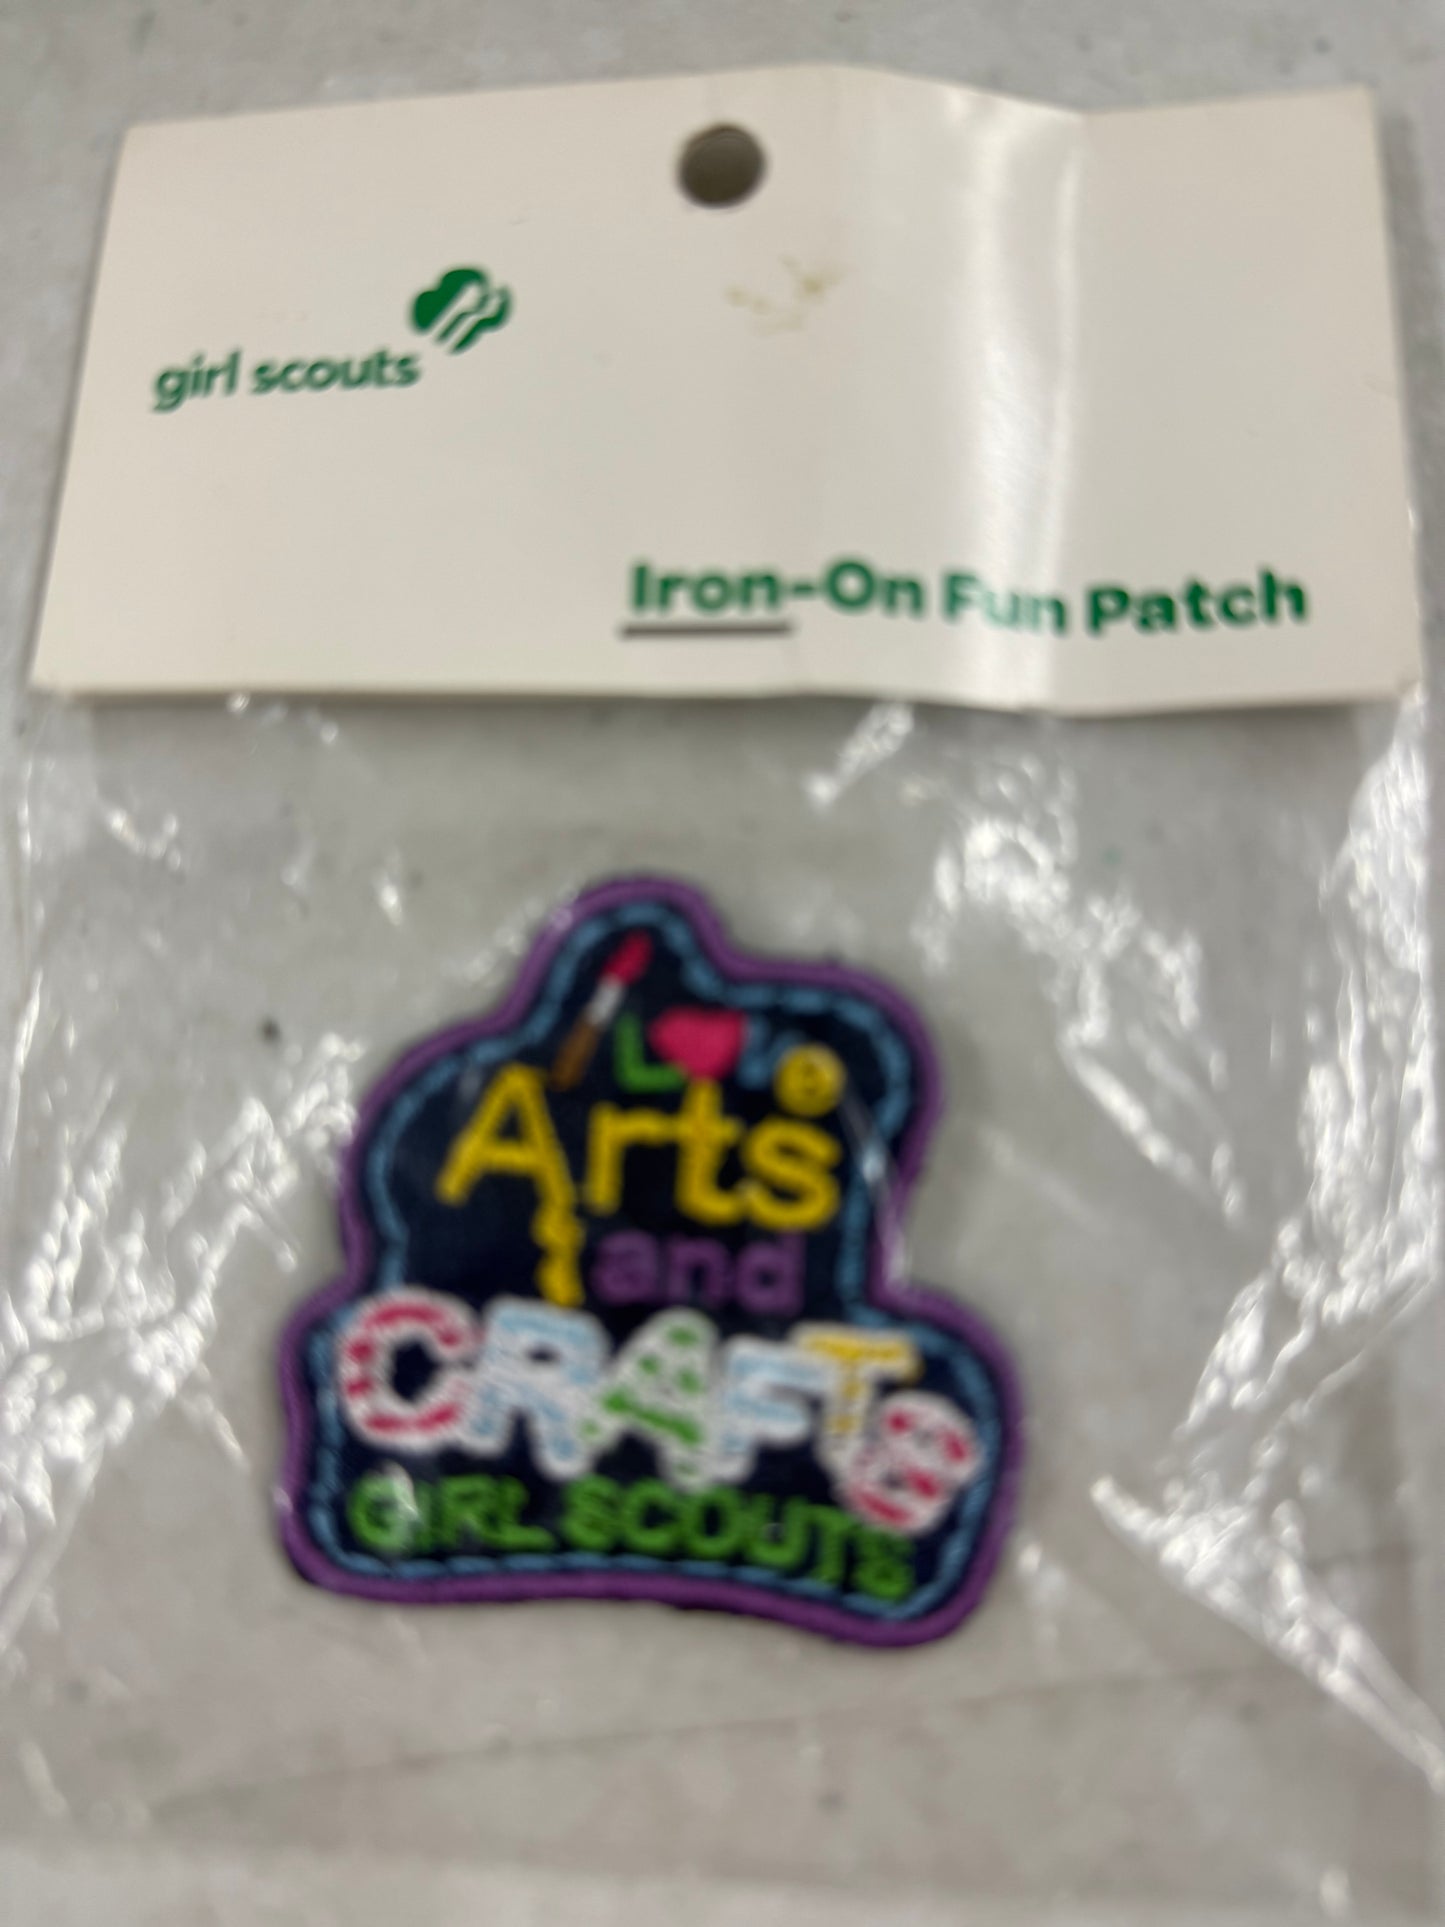 girl scouts
Iron-On Fun Patch
Love
Arts
and
CRAFTS
GIRL SCOUTS